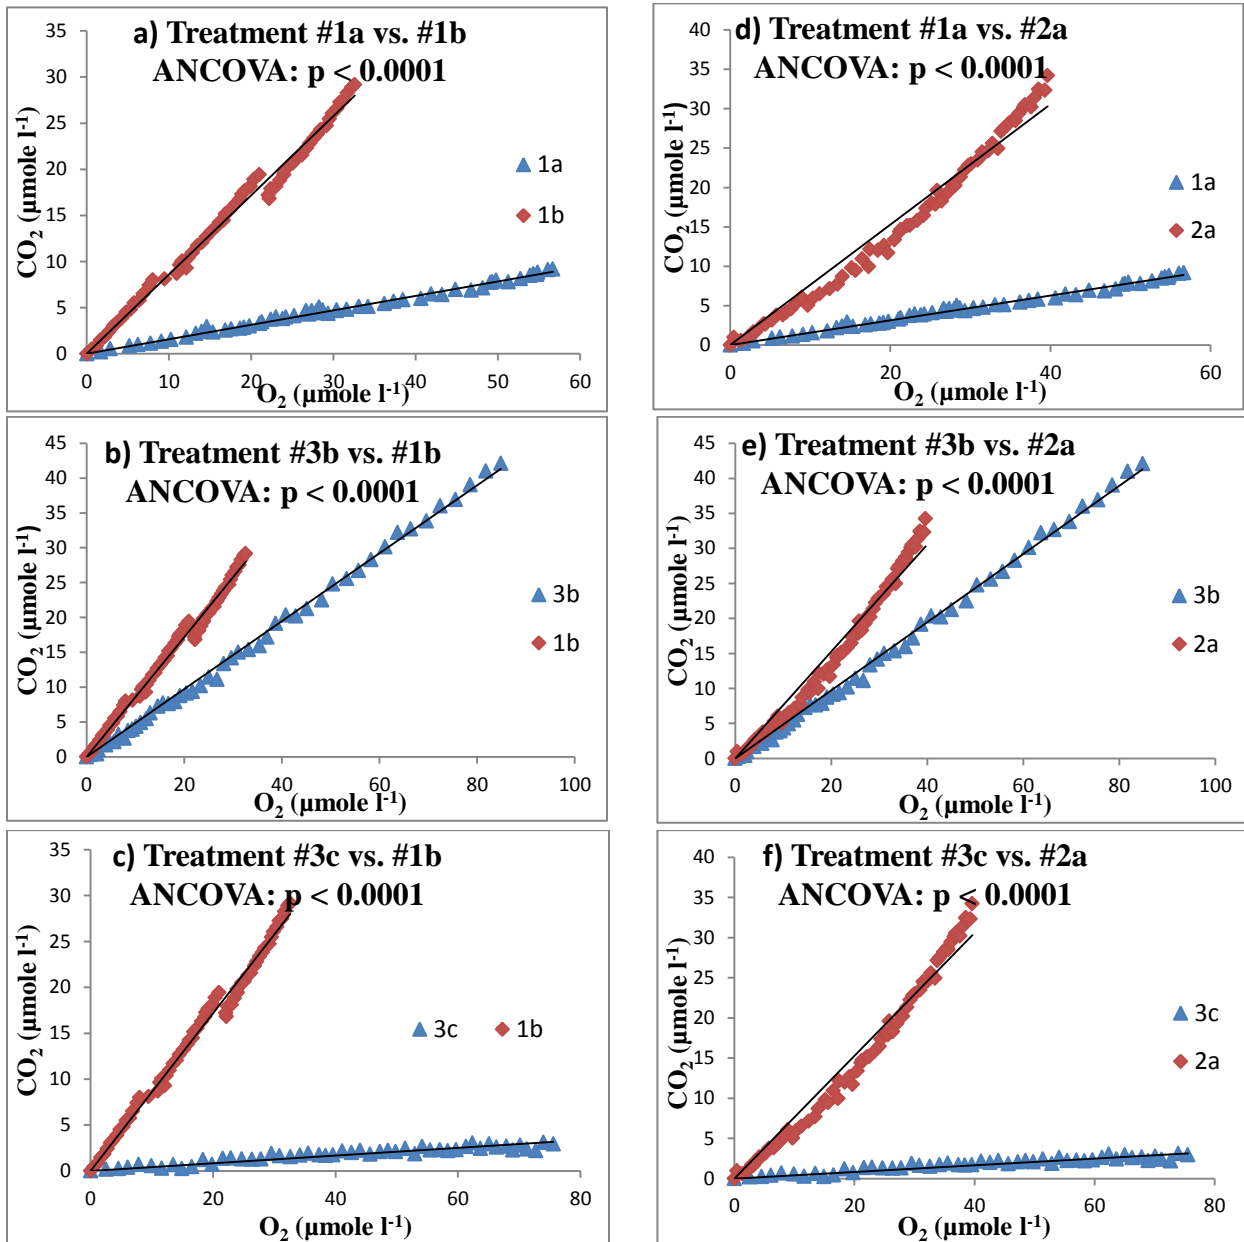 a) Treatment #1a vs. #1b
ANCOVA: p < 0.0001
CO₂ (µmole l⁻¹)
35
30
25
20
15
10
5
0
1a
1b
0 10 20 30 40 50 60
O₂ (µmole l⁻¹)
d) Treatment #1a vs. #2a
ANCOVA: p < 0.0001
CO₂ (µmole l⁻¹)
40
35
30
25
20
15
10
5
0
1a
2a
0 20 40 60
O₂ (µmole l⁻¹)
b) Treatment #3b vs. #1b
ANCOVA: p < 0.0001
CO₂ (µmole l⁻¹)
45
40
35
30
25
20
15
10
5
0
3b
1b
0 20 40 60 80 100
O₂ (µmole l⁻¹)
e) Treatment #3b vs. #2a
ANCOVA: p < 0.0001
CO₂ (µmole l⁻¹)
45
40
35
30
25
20
15
10
5
0
3b
2a
0 20 40 60 80 100
O₂ (µmole l⁻¹)
c) Treatment #3c vs. #1b
ANCOVA: p < 0.0001
CO₂ (µmole l⁻¹)
35
30
25
20
15
10
5
0
3c 1b
0 20 40 60 80
O₂ (µmole l⁻¹)
f) Treatment #3c vs. #2a
ANCOVA: p < 0.0001
CO₂ (µmole l⁻¹)
40
35
30
25
20
15
10
5
0
3c
2a
0 20 40 60 80
O₂ (µmole l⁻¹)